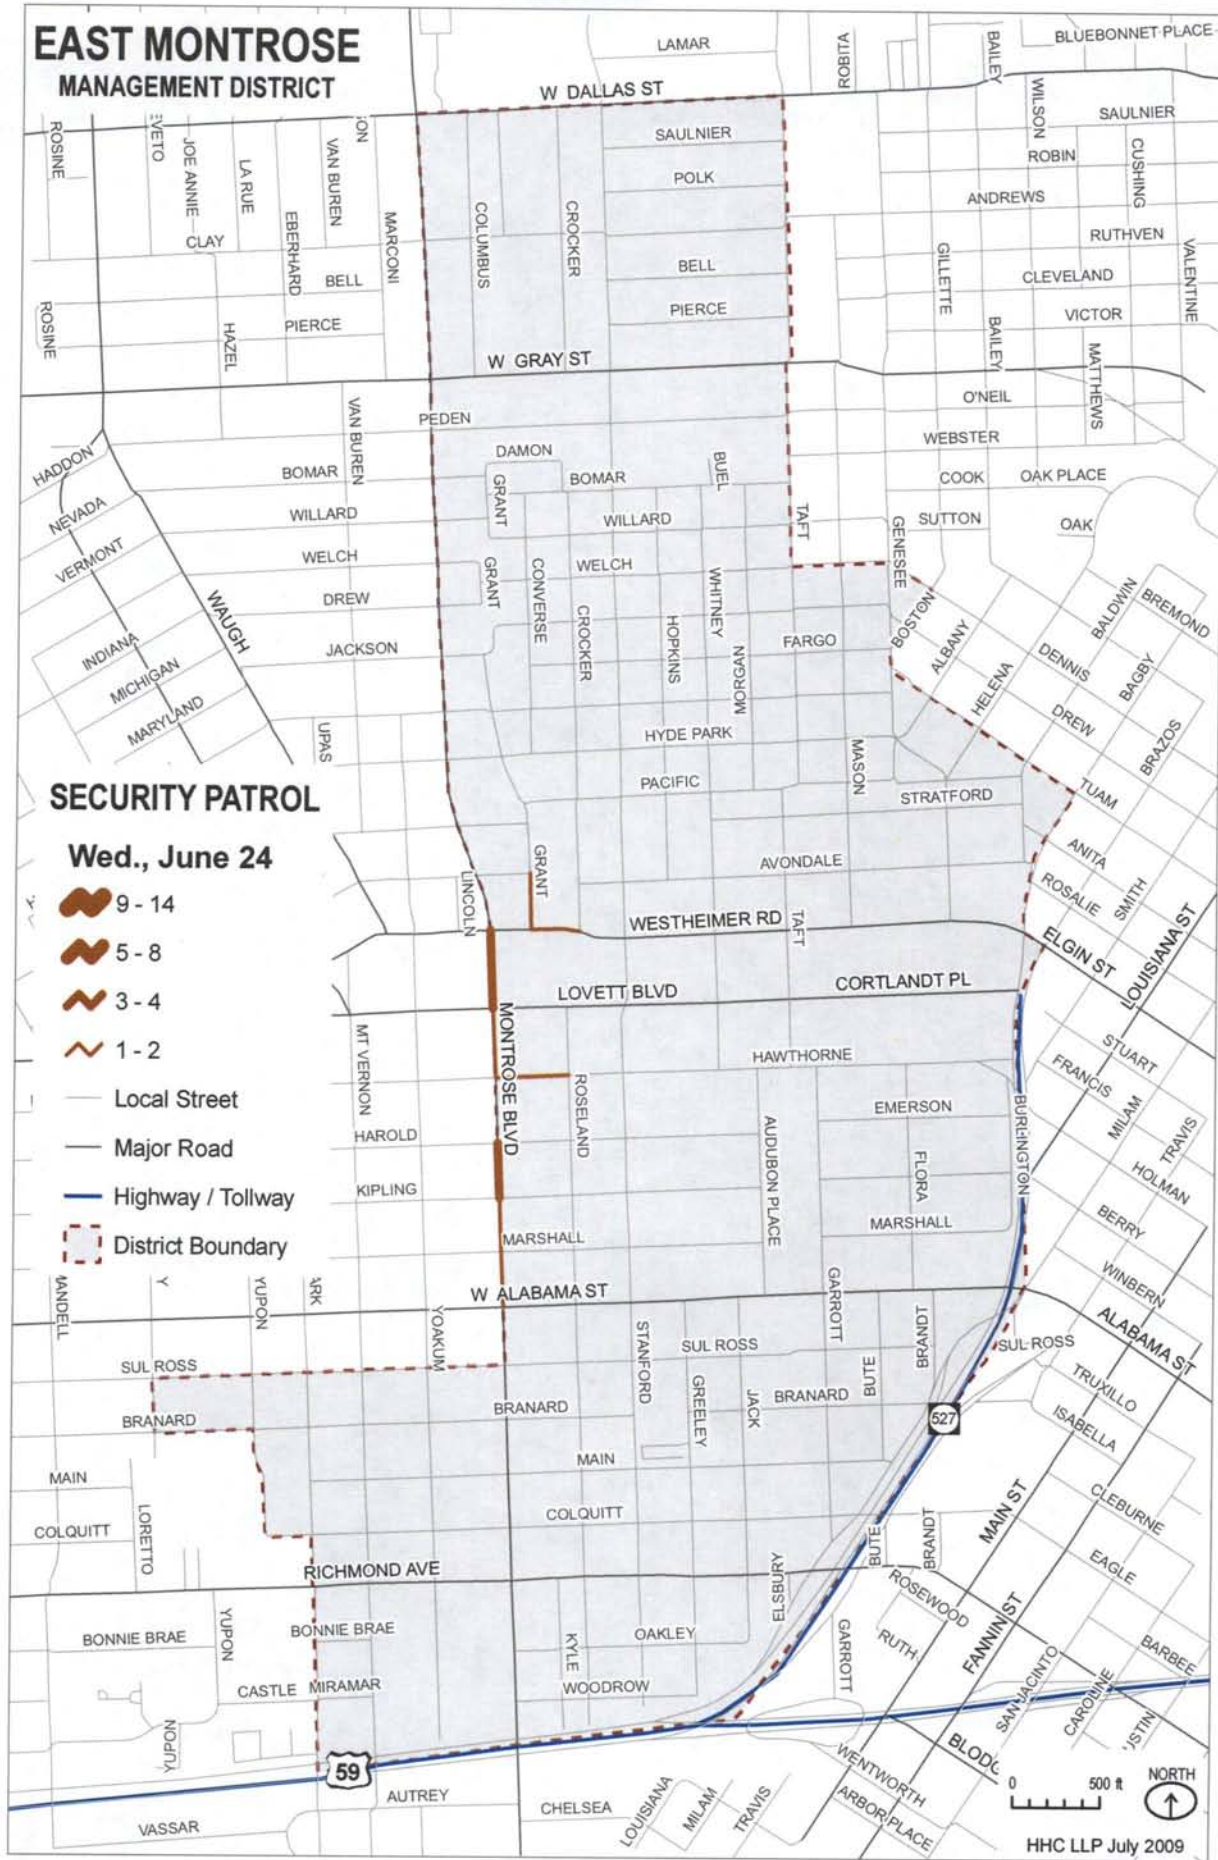 EAST MONTROSE
MANAGEMENT DISTRICT
LAMAR
ROBITA
BAILEY
BLUEBONNET PLACE
W DALLAS ST
WILSON
SAULNIER
SAULNIER
ROSINE
EVETO
JOE ANNIE
LA RUE
VAN BUREN
ON
ROBIN
CUSHING
POLK
ANDREWS
COLUMBUS
CROCKER
EBERHARD
MARCONI
CLAY
RUTHVEN
GILLETTE
VALENTINE
BELL
BELL
CLEVELAND
ROSINE
HAZEL
PIERCE
PIERCE
VICTOR
BAILEY
MATTHEWS
W GRAY ST
O'NEIL
VAN BUREN
PEDEN
WEBSTER
HADDON
DAMON
BOMAR
GRANT
BOMAR
BUEL
COOK
OAK PLACE
NEVADA
WILLARD
WILLARD
TAFT
GENESEE
SUTTON
OAK
VERMONT
WELCH
GRANT
CONVERSE
WELCH
WHITNEY
WAUGH
DREW
CROCKER
HOPKINS
BOSTON
BALDWIN
BREMOND
INDIANA
JACKSON
MORGAN
FARGO
ALBANY
DENNIS
BAGBY
MICHIGAN
HELENA
MARYLAND
DREW
UPAS
HYDE PARK
MASON
BRAZOS
PACIFIC
STRATFORD
TUAM
SECURITY PATROL
Wed., June 24
9 - 14
5 - 8
3 - 4
1 - 2
Local Street
Major Road
Highway / Tollway
District Boundary
GRANT
AVONDALE
ANITA
LINCOLN
ROSALIE
SMITH
WESTHEIMER RD
TAFT
ELGIN ST
LOUISIANA ST
LOVETT BLVD
CORTLANDT PL
MT VERNON
MONTROSE BLVD
HAWTHORNE
STUART
FRANCIS
ROSELAND
BURLINGTON
MILAM
TRAVIS
HAROLD
EMERSON
AUDUBON PLACE
FLORA
HOLMAN
KIPLING
MARSHALL
MARSHALL
BERRY
WINBERN
W ALABAMA ST
GARROTT
ALABAMA ST
MANDELL
Y
YUPON
ARK
YOAKUM
STANFORD
SUL ROSS
BRANDT
SUL ROSS
SUL ROSS
BUTE
TRUXILLO
GREELEY
JACK
BRANARD
BRANARD
BRANARD
527
ISABELLA
MAIN
MAIN
MAIN ST
CLEBURNE
COLQUITT
LORETTO
COLQUITT
BUTE
BRANDT
EAGLE
RICHMOND AVE
ELSBURY
ROSEWOOD
FANNIN ST
BONNIE BRAE
YUPON
BONNIE BRAE
KYLE
OAKLEY
GARROTT
RUTH
BARBEE
CASTLE MIRAMAR
WOODROW
SAN JACINTO
CAROLINE
USTIN
YUPON
59
BLODG
WENTWORTH
AUTREY
CHELSEA
LOUISIANA
MILAM
TRAVIS
ARBOR PLACE
VASSAR
0 500 ft
NORTH
HHC LLP July 2009